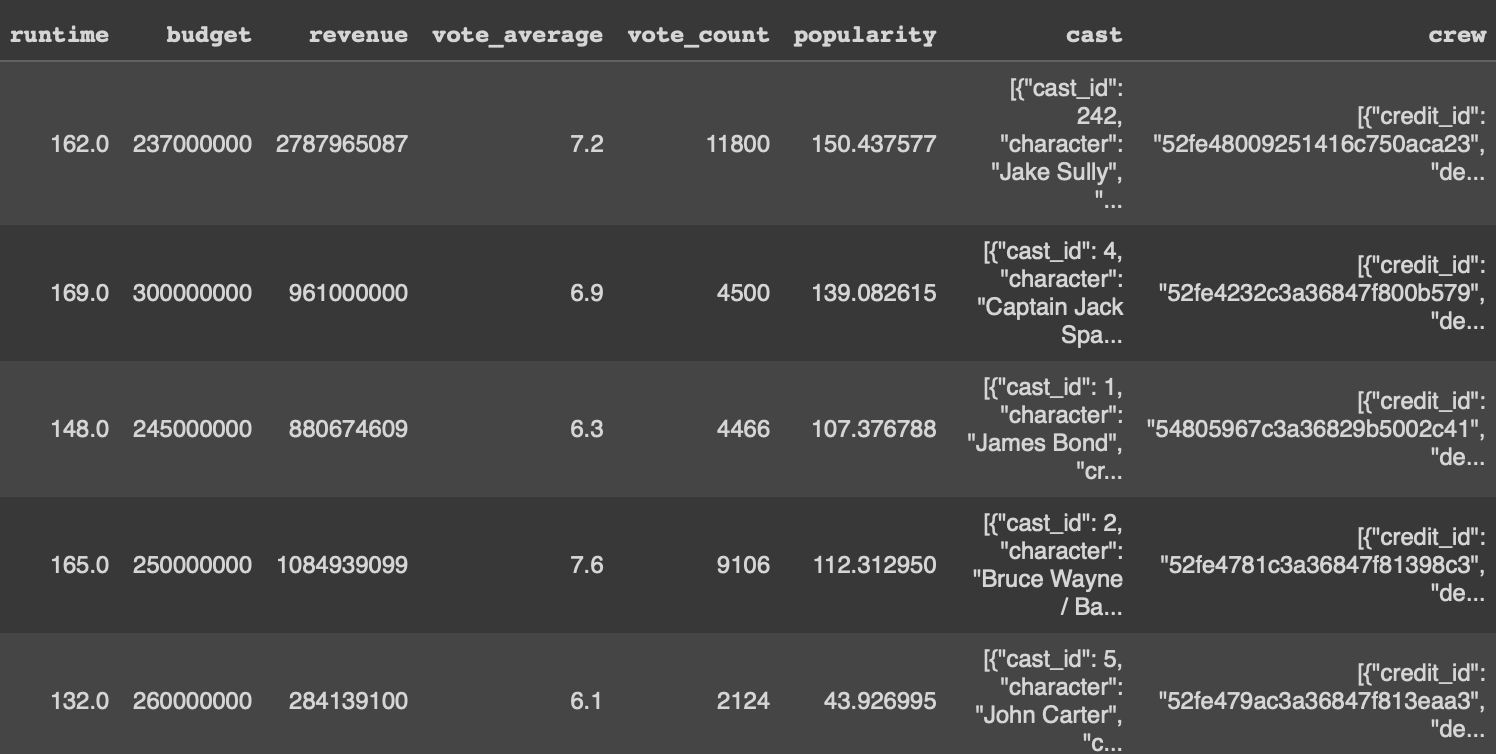 runtime budget revenue vote_average vote_count popularity cast crew
[{"cast_id":
242, [{"credit_id":
162.0 237000000 2787965087 7.2 11800 150.437577 "character": "52fe48009251416c750aca23",
"Jake Sully", "de...
"...
[{"cast_id": 4, [{"credit_id":
169.0 300000000 961000000 6.9 4500 139.082615 "character": "52fe4232c3a36847f800b579",
"Captain Jack "de...
Spa...
[{"cast_id": 1, [{"credit_id":
148.0 245000000 880674609 6.3 4466 107.376788 "character": "54805967c3a36829b5002c41",
"James Bond", "de...
"cr...
[{"cast_id": 2, [{"credit_id":
165.0 250000000 1084939099 7.6 9106 112.312950 "character": "52fe4781c3a36847f81398c3",
"Bruce Wayne "de...
/ Ba...
[{"cast_id": 5, [{"credit_id":
132.0 260000000 284139100 6.1 2124 43.926995 "character": "52fe479ac3a36847f813eaa3",
"John Carter", "de...
"c...